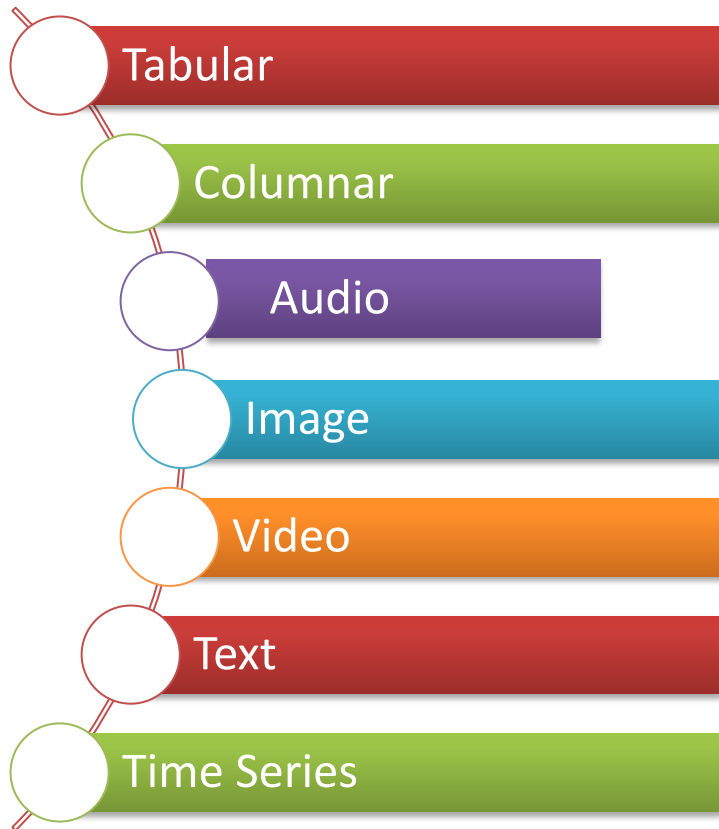 Tabular
Columnar
Audio
Image
Video
Text
Time Series